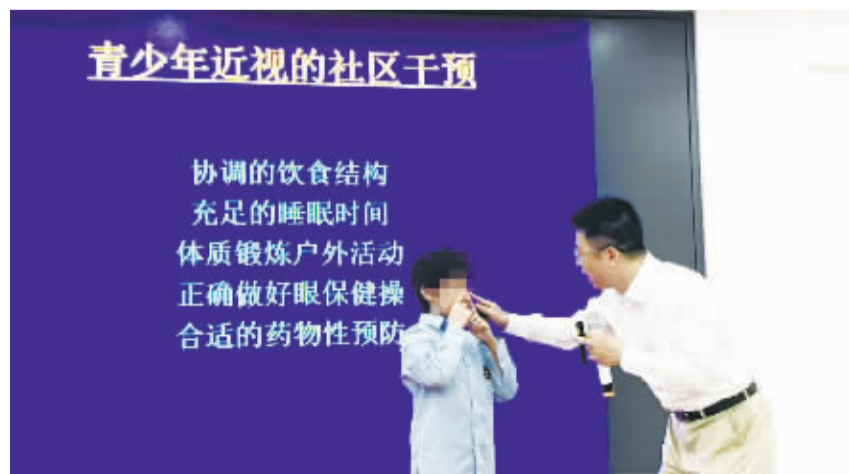 青少年近视的社区干预
协调的饮食结构
充足的睡眠时间
体质锻炼户外活动
正确做好眼保健操
合适的药物性预防